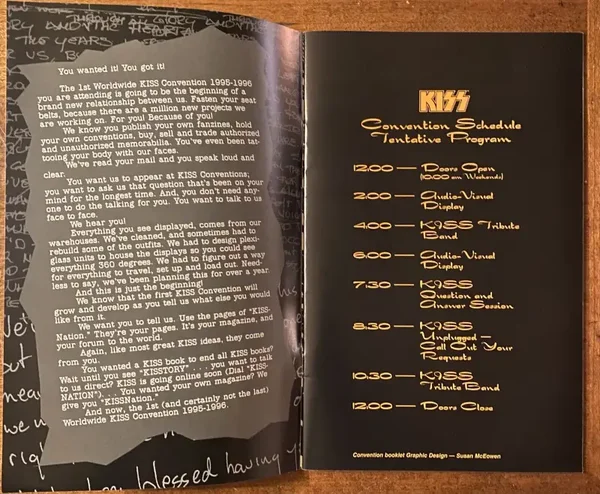 THROUGH
GLORY
THE YEARS
You wanted it! You got it!
The 1st Worldwide KISS Convention 1995-1996
you are attending is going to be the beginning of a
brand new relationship between us. Fasten your seat
belts, because there are a million new projects we
are working on. For you! Because of you!
We know you publish your own fanzines, hold
your own conventions, buy, sell and trade authorized
and unauthorized memorabilia. You've even been tat-
tooing your body with our faces.
We've read your mail and you speak loud and
clear.
You want us to appear at KISS Conventions;
you want to ask us that question that's been on your
mind for the longest time. And, you don't need any-
one to do the talking for you. You want to talk to us
face to face.
We hear you!
Everything you see displayed, comes from our
warehouses. We've cleaned, and sometimes had to
rebuild some of the outfits. We had to design plexi-
glass units to house the displays so you could see
everything 360 degrees. We had to figure out a way
for everything to travel, set up and load out. Need-
less to say, we've been planning this for over a year.
And this is just the beginning!
We know that the first KISS Convention will
grow and develop as you tell us what else you would
like from it.
We want you to tell us. Use the pages of "KISS-
Nation." They're your pages. It's your magazine, and
your forum to the world.
Again, like most great KISS ideas, they come
from you.
You wanted a KISS book to end all KISS books?
Wait until you see "KISSTORY" . . . you want to talk
to us direct? KISS is going online soon (Dial "KISS-
NATION") . . . You wanted your own magazine? We
give you "KISSNation."
And now, the 1st (and certainly not the last)
Worldwide KISS Convention 1995-1996.
blessed having
KISS
Convention Schedule
Tentative Program
12:00 — Doors Open
(10:00 am Weekends)
2:00 — Audio-Visual
Display
4:00 — KISS Tribute
Band
6:00 — Audio-Visual
Display
7:30 — KISS
Question and
Answer Session
8:30 — KISS
Unplugged —
Call Out Your
Requests
10:30 — KISS
Tribute Band
12:00 — Doors Close
Convention booklet Graphic Design — Susan McEowen